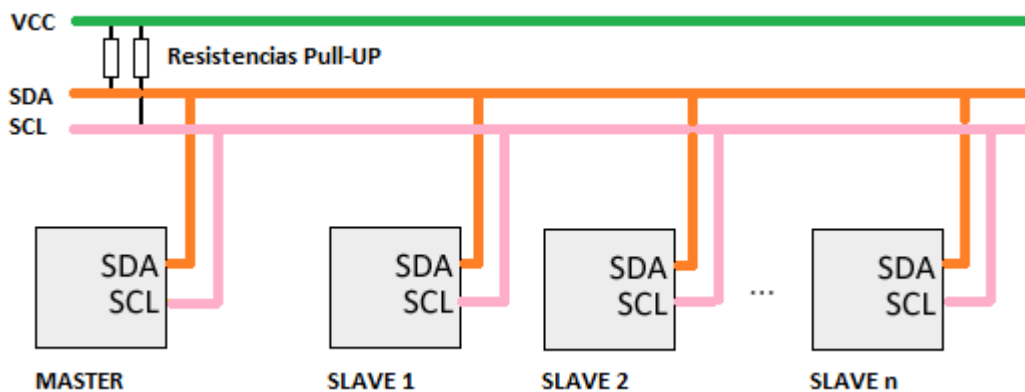 VCC
Resistencias Pull-UP
SDA
SCL
SDA
SCL
SDA
SCL
SDA
SCL
...
SDA
SCL
MASTER
SLAVE 1
SLAVE 2
SLAVE n